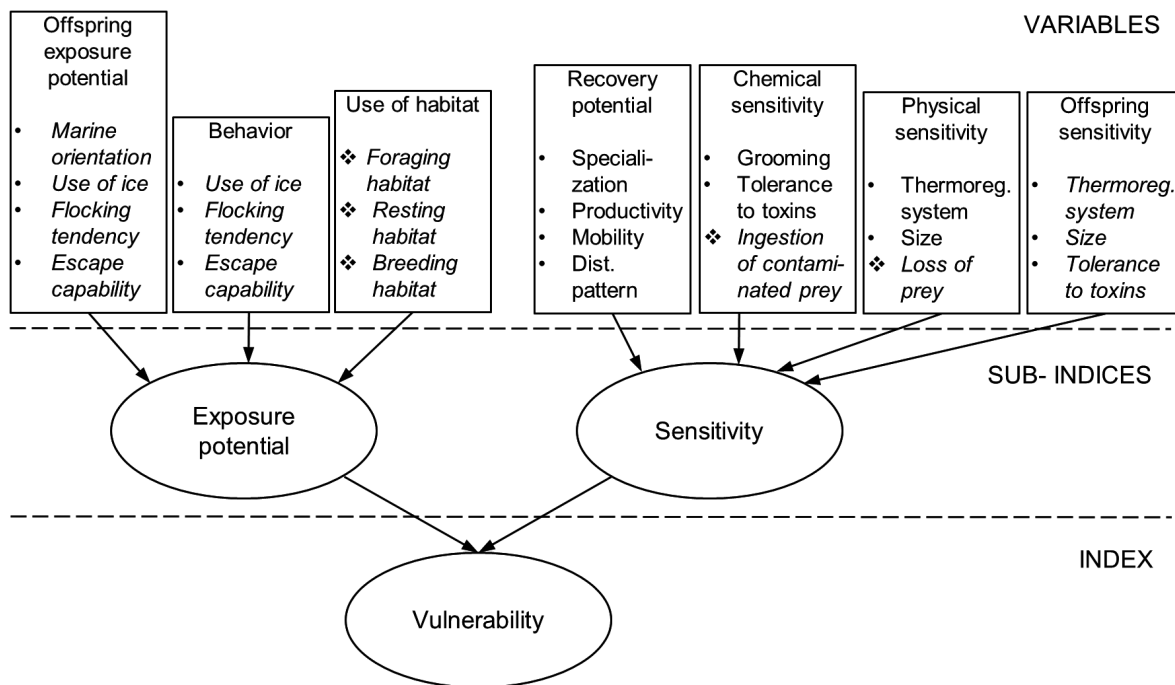 VARIABLES
Offspring
exposure
potential
• Marine
orientation
• Use of ice
• Flocking
tendency
• Escape
capability
Behavior
• Use of ice
• Flocking
tendency
• Escape
capability
Use of habitat
❖ Foraging
habitat
❖ Resting
habitat
❖ Breeding
habitat
Recovery
potential
• Speciali-
zation
• Productivity
• Mobility
• Dist.
pattern
Chemical
sensitivity
• Grooming
• Tolerance
to toxins
❖ Ingestion
of contami-
nated prey
Physical
sensitivity
• Thermoreg.
system
• Size
❖ Loss of
prey
Offspring
sensitivity
• Thermoreg.
system
• Size
• Tolerance
to toxins
SUB- INDICES
Exposure
potential
Sensitivity
INDEX
Vulnerability